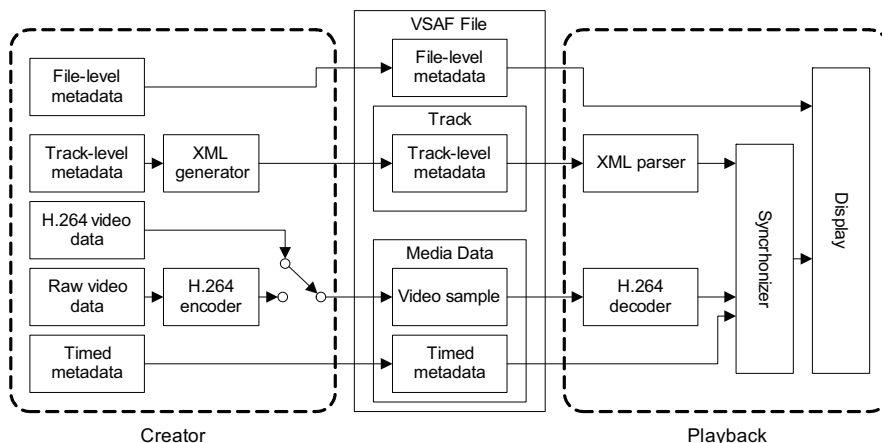 VSAF File
File-level
metadata
File-level
metadata
Track
Track-level
metadata
XML
generator
Track-level
metadata
XML parser
H.264 video
data
Media Data
Raw video
data
H.264
encoder
Video sample
H.264
decoder
Timed
metadata
Timed
metadata
Syncrhonizer
Display
Creator
Playback